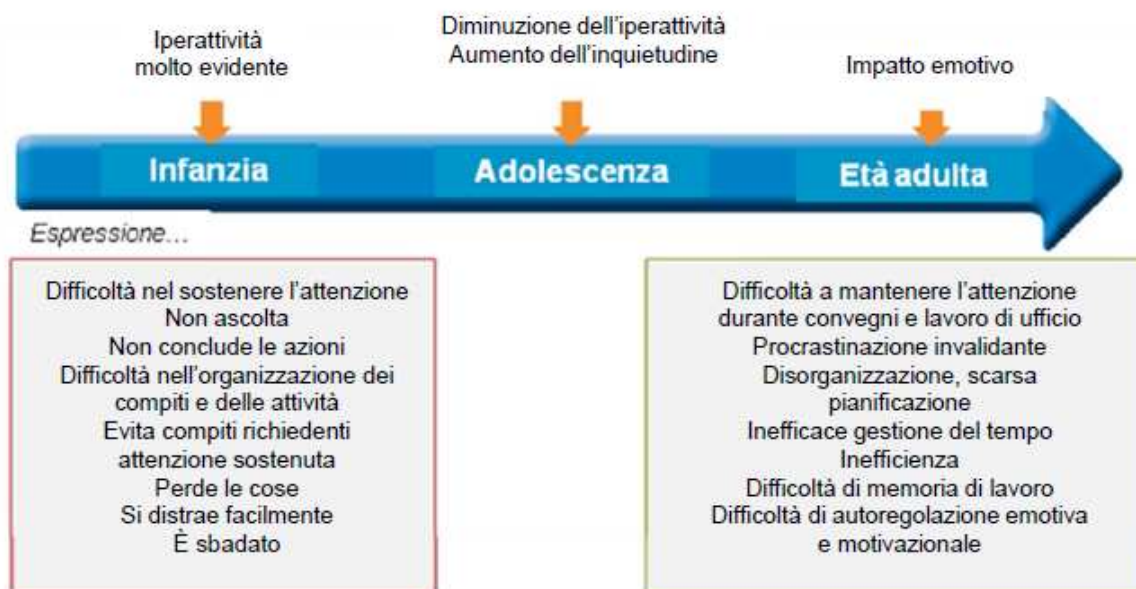 Iperattività
molto evidente
Diminuzione dell’iperattività
Aumento dell’inquietudine
Impatto emotivo
Infanzia
Adolescenza
Età adulta
Espressione...
Difficoltà nel sostenere l’attenzione
Non ascolta
Non conclude le azioni
Difficoltà nell’organizzazione dei
compiti e delle attività
Evita compiti richiedenti
attenzione sostenuta
Perde le cose
Si distrae facilmente
È sbadato
Difficoltà a mantenere l’attenzione
durante convegni e lavoro di ufficio
Procrastinazione invalidante
Disorganizzazione, scarsa
pianificazione
Inefficace gestione del tempo
Inefficienza
Difficoltà di memoria di lavoro
Difficoltà di autoregolazione emotiva
e motivazionale